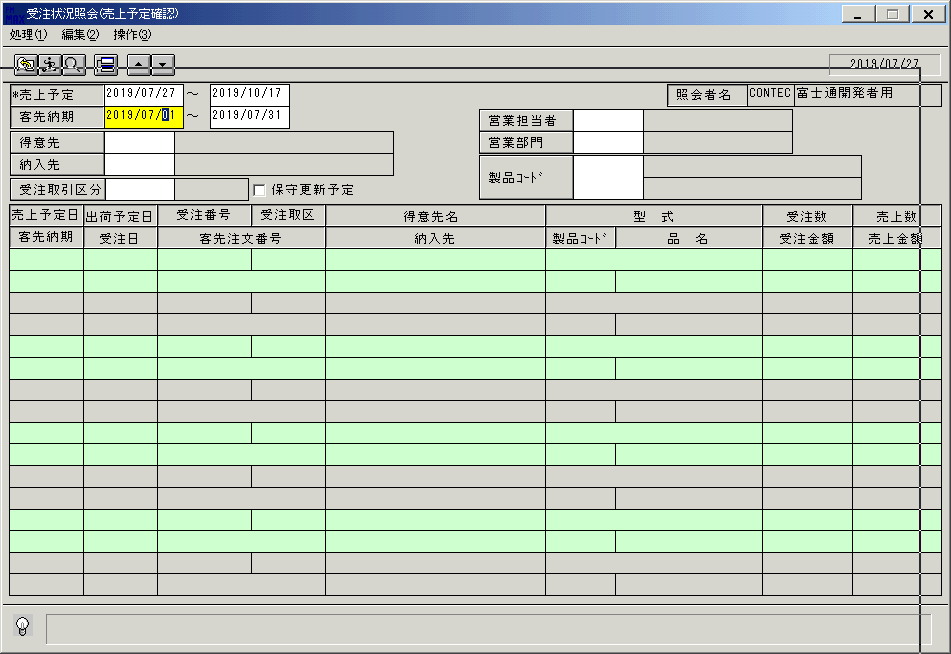 受注状況照会(売上予定確認)
処理(1) 編集(2) 操作(3)
2019/07/27
*売上予定 2019/07/27 ～ 2019/10/17
照会者名 CONTEC 富士通開発者用
客先納期 2019/07/01 ～ 2019/07/31
営業担当者
得意先
営業部門
納入先
製品ｺｰﾄﾞ
受注取引区分 保守更新予定
売上予定日 出荷予定日 受注番号 受注取区 得意先名 型 式 受注数 売上数
客先納期 受注日 客先注文番号 納入先 製品ｺｰﾄﾞ 品 名 受注金額 売上金額